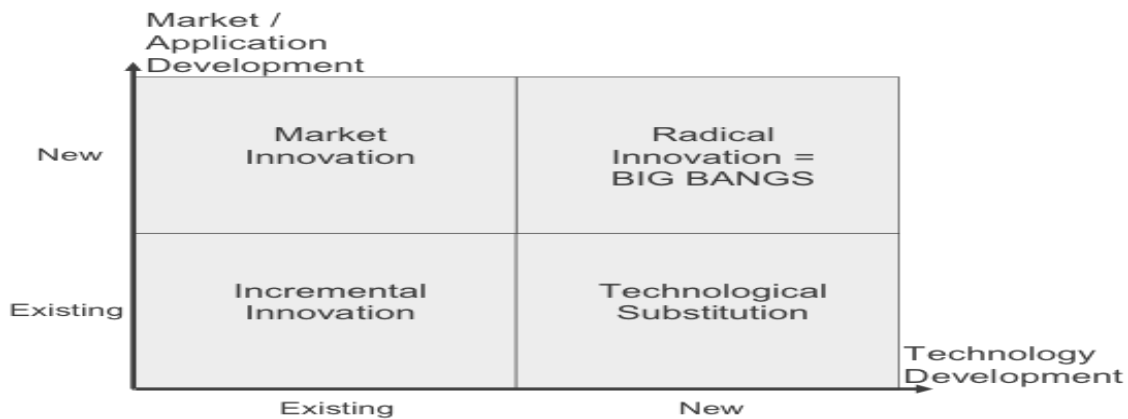 Market /
Application
Development
New
Market
Innovation
Radical
Innovation =
BIG BANGS
Existing
Incremental
Innovation
Technological
Substitution
Technology
Development
Existing
New